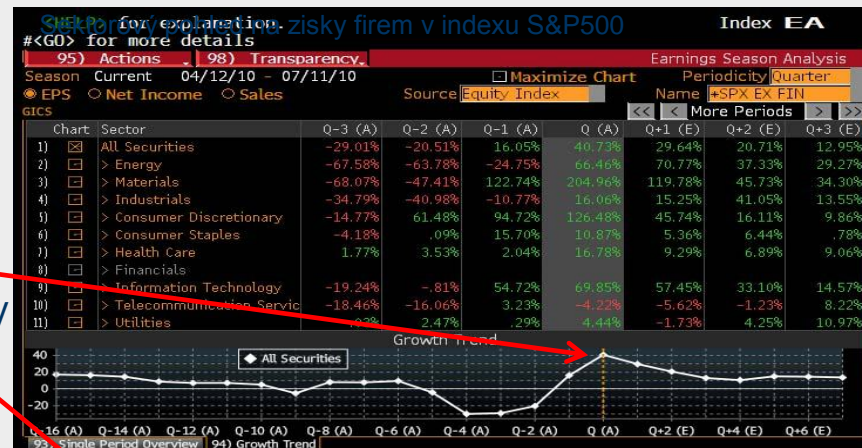 Sektorový pohled na zisky firem v indexu S&P500
<HELP> for explanation. Index EA
#<GO> for more details
95) Actions 98) Transparency Earnings Season Analysis
Season Current 04/12/10 - 07/11/10 Maximize Chart Periodicity Quarter
EPS Net Income Sales Source Equity Index Name +SPX EX FIN
GICS << < More Periods > >>
Chart Sector Q-3 (A) Q-2 (A) Q-1 (A) Q (A) Q+1 (E) Q+2 (E) Q+3 (E)
1) All Securities -29.01% -20.51% 16.05% 40.73% 29.64% 20.71% 12.95%
2) > Energy -67.58% -63.78% -24.75% 66.46% 70.77% 37.33% 29.27%
3) > Materials -68.07% -47.41% 122.74% 204.96% 119.78% 45.73% 34.30%
4) > Industrials -34.79% -40.98% -10.77% 16.06% 15.25% 41.05% 13.55%
5) > Consumer Discretionary -14.77% 61.48% 94.72% 126.48% 45.74% 16.11% 9.86%
6) > Consumer Staples -4.18% .09% 15.70% 10.87% 5.36% 6.44% .78%
7) > Health Care 1.77% 3.53% 2.04% 16.78% 9.29% 6.89% 9.06%
8) > Financials
9) > Information Technology -19.24% -.81% 54.72% 69.85% 57.45% 33.10% 14.57%
10) > Telecommunication Servic -18.46% -16.06% 3.23% -4.22% -5.62% -1.23% 8.22%
11) > Utilities 2.47% .29% 4.44% -1.73% 4.25% 10.97%
y
Growth Trend
All Securities
40
20
0
-20
Q-16 (A) Q-14 (A) Q-12 (A) Q-10 (A) Q-8 (A) Q-6 (A) Q-4 (A) Q-2 (A) Q (A) Q+2 (E) Q+4 (E) Q+6 (E)
93) Single Period Overview 94) Growth Trend